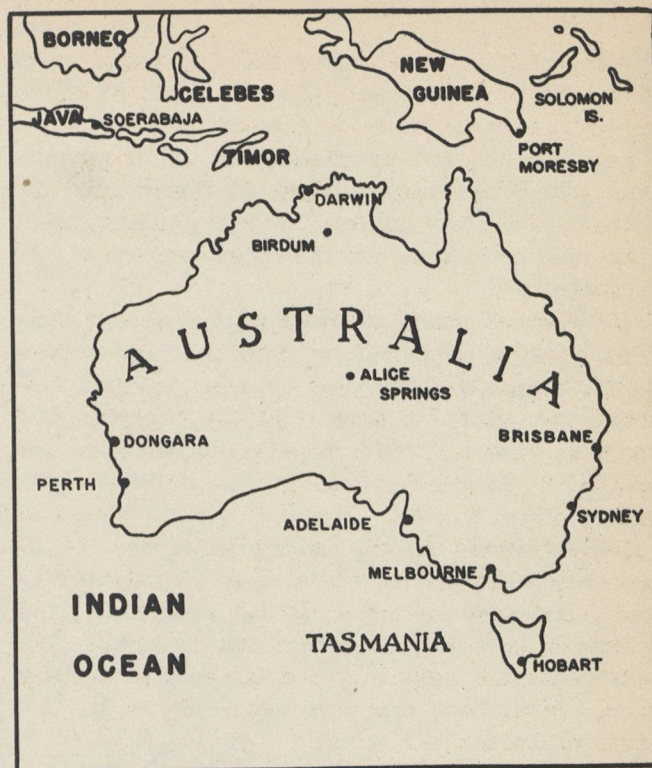 BORNEO
CELEBES
NEW
GUINEA
SOLOMON
IS.
JAVA
SOERABAJA
TIMOR
PORT
MORESBY
DARWIN
BIRDUM
AUSTRALIA
ALICE
SPRINGS
DONGARA
BRISBANE
PERTH
ADELAIDE
SYDNEY
MELBOURNE
INDIAN
OCEAN
TASMANIA
HOBART